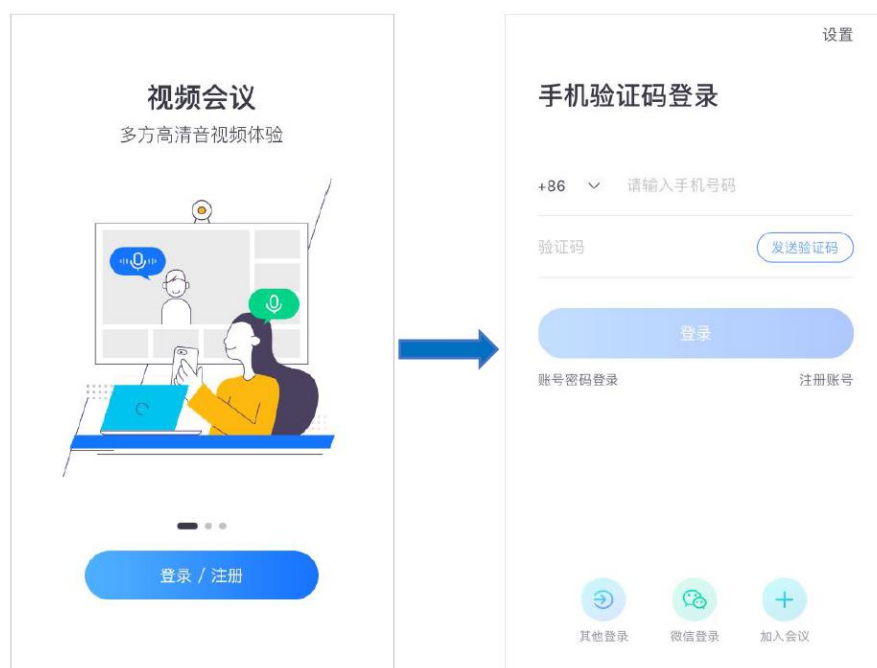 视频会议
多方高清音视频体验
登录 / 注册
设置
手机验证码登录
+86 请输入手机号码
验证码 发送验证码
登录
账号密码登录 注册账号
其他登录 微信登录 加入会议